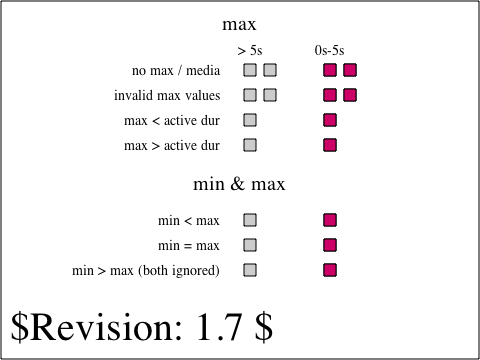 max
> 5s 0s-5s
no max / media
invalid max values
max < active dur
max > active dur
min & max
min < max
min = max
min > max (both ignored)
$Revision: 1.7 $